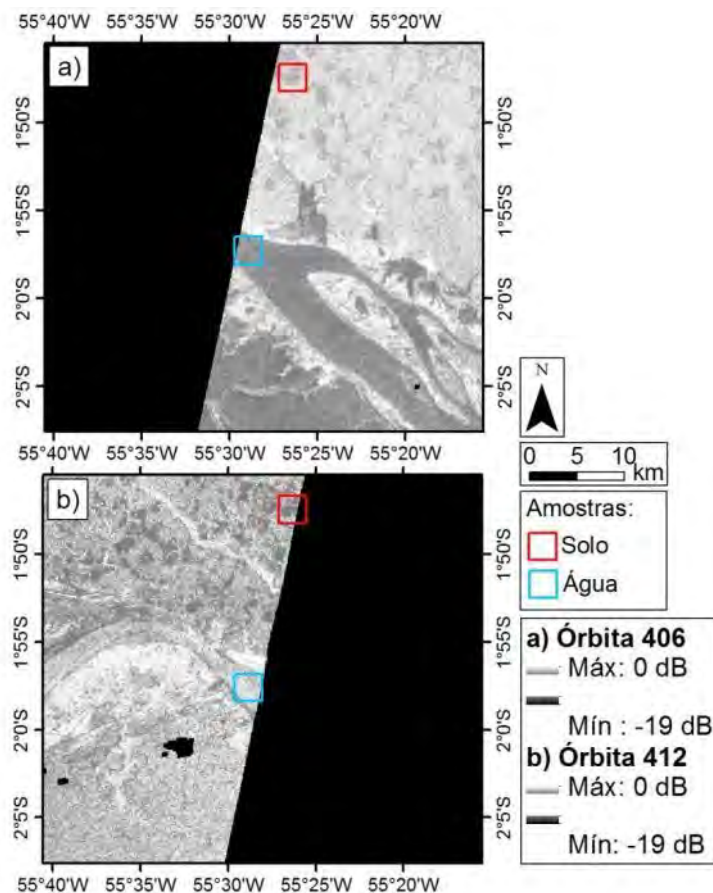 55°40'W 55°35'W 55°30'W 55°25'W 55°20'W
a)
1°50'S 1°50'S
1°55'S 1°55'S
2°0'S 2°0'S
2°5'S 2°5'S
55°40'W 55°35'W 55°30'W 55°25'W 55°20'W
N
0 5 10
km
Amostras:
Solo
Água
b)
1°50'S 1°50'S
1°55'S 1°55'S
2°0'S 2°0'S
2°5'S 2°5'S
55°40'W 55°35'W 55°30'W 55°25'W 55°20'W
a) Órbita 406
Máx: 0 dB
Mín : -19 dB
b) Órbita 412
Máx: 0 dB
Mín: -19 dB